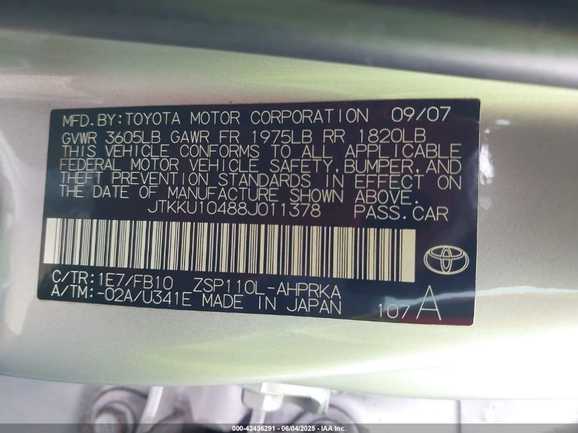 MFD.BY:TOYOTA MOTOR CORPORATION 09/07
GVWR 3605LB GAWR FR 1975LB RR 1820LB
THIS VEHICLE CONFORMS TO ALL APPLICABLE
FEDERAL MOTOR VEHICLE SAFETY,BUMPER,AND
THEFT PREVENTION STANDARDS IN EFFECT ON
THE DATE OF MANUFACTURE SHOWN ABOVE.
JTKKU10488J011378 PASS.CAR
C/TR:1E7/FB10 ZSP110L-AHPRKA
A/TM:-02A/U341E MADE IN JAPAN 107 A
000-42436291 - 06/04/2025 - IAA Inc.